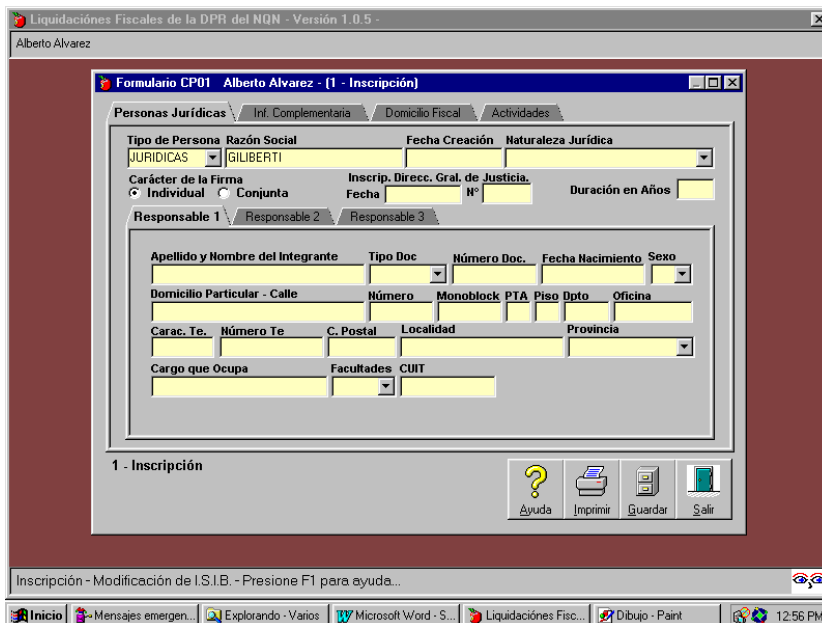 Liquidaciónes Fiscales de la DPR del NQN - Versión 1.0.5 -
Alberto Alvarez
Formulario CP01 Alberto Alvarez - (1 - Inscripción)
Personas Jurídicas Inf. Complementaria Domicilio Fiscal Actividades
Tipo de Persona Razón Social Fecha Creación Naturaleza Jurídica
JURIDICAS GILIBERTI
Carácter de la Firma Inscrip. Direcc. Gral. de Justicia.
Individual Conjunta Fecha Nº Duración en Años
Responsable 1 Responsable 2 Responsable 3
Apellido y Nombre del Integrante Tipo Doc Número Doc. Fecha Nacimiento Sexo
Domicilio Particular - Calle Número Monoblock PTA Piso Dpto Oficina
Carac. Te. Número Te C. Postal Localidad Provincia
Cargo que Ocupa Facultades CUIT
1 - Inscripción
Ayuda Imprimir Guardar Salir
Inscripción - Modificación de I.S.I.B. - Presione F1 para ayuda...
Inicio Mensajes emergen... Explorando - Varios Microsoft Word - S... Liquidaciónes Fisc... Dibujo - Paint 12:56 PM